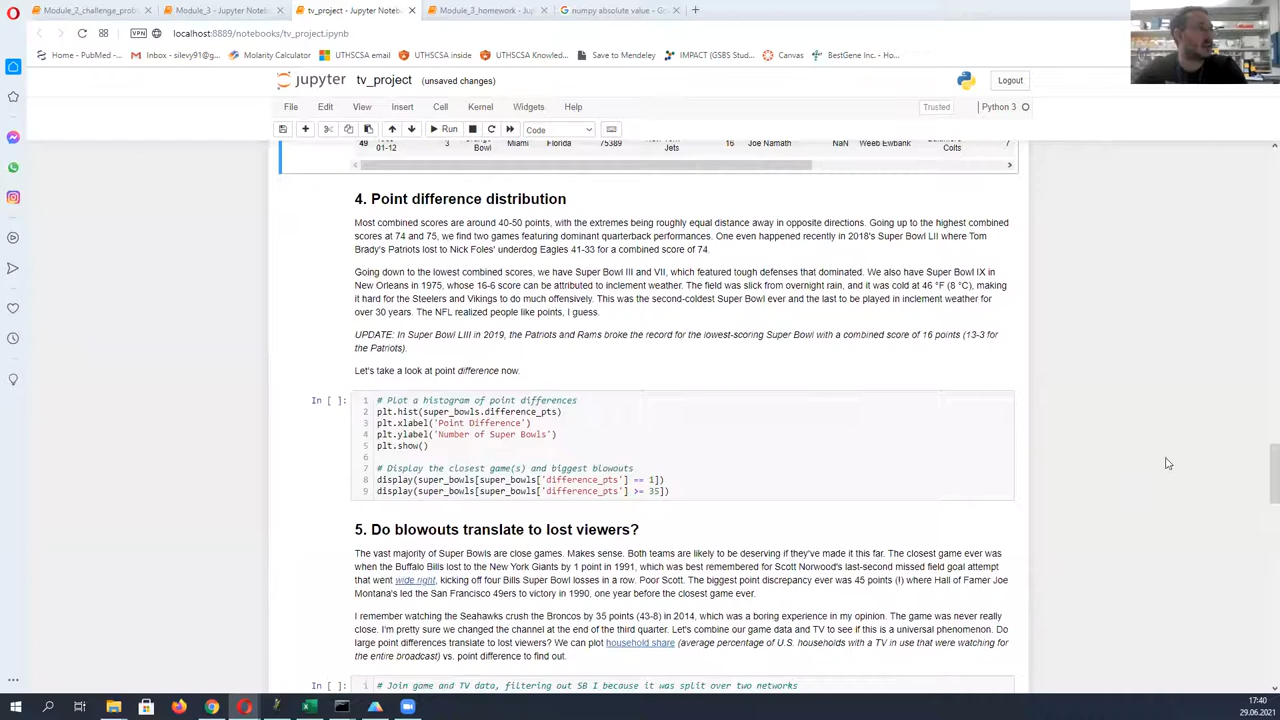 Module_2_challenge_prob
Module_3 - Jupyter Noteb
tv_project - Jupyter Noteb
Module_3_homework - Ju
numpy absolute value - Go
VPN
localhost:8889/notebooks/tv_project.ipynb
Home - PubMed - N...
Inbox - silevy91@g...
Molarity Calculator
UTHSCSA email
UTHSCSA Inside
UTHSCSA Knowled...
Save to Mendeley
IMPACT (GSBS Stud...
Canvas
BestGene Inc. About
jupyter tv_project (unsaved changes)
Logout
File Edit View Insert Cell Kernel Widgets Help
Trusted
Python 3
Run
Code
49 01-12 3 Bowl Miami Florida 75389 Jets 16 Joe Namath NaN Weeb Ewbank Colts 7
4. Point difference distribution
Most combined scores are around 40-50 points, with the extremes being roughly equal distance away in opposite directions. Going up to the highest combined
scores at 74 and 75, we find two games featuring dominant quarterback performances. One even happened recently in 2018's Super Bowl LII where Tom
Brady's Patriots lost to Nick Foles' underdog Eagles 41-33 for a combined score of 74.
Going down to the lowest combined scores, we have Super Bowl III and VII, which featured tough defenses that dominated. We also have Super Bowl IX in
New Orleans in 1975, whose 16-6 score can be attributed to inclement weather. The field was slick from overnight rain, and it was cold at 46 °F (8 °C), making
it hard for the Steelers and Vikings to do much offensively. This was the second-coldest Super Bowl ever and the last to be played in inclement weather for
over 30 years. The NFL realized people like points, I guess.
UPDATE: In Super Bowl LIII in 2019, the Patriots and Rams broke the record for the lowest-scoring Super Bowl with a combined score of 16 points (13-3 for
the Patriots).
Let's take a look at point difference now.
In [ ]:
1 # Plot a histogram of point differences
2 plt.hist(super_bowls.difference_pts)
3 plt.xlabel('Point Difference')
4 plt.ylabel('Number of Super Bowls')
5 plt.show()
6
7 # Display the closest game(s) and biggest blowouts
8 display(super_bowls[super_bowls['difference_pts'] == 1])
9 display(super_bowls[super_bowls['difference_pts'] >= 35])
5. Do blowouts translate to lost viewers?
The vast majority of Super Bowls are close games. Makes sense. Both teams are likely to be deserving if they've made it this far. The closest game ever was
when the Buffalo Bills lost to the New York Giants by 1 point in 1991, which was best remembered for Scott Norwood's last-second missed field goal attempt
that went wide right, kicking off four Bills Super Bowl losses in a row. Poor Scott. The biggest point discrepancy ever was 45 points (!) where Hall of Famer Joe
Montana's led the San Francisco 49ers to victory in 1990, one year before the closest game ever.
I remember watching the Seahawks crush the Broncos by 35 points (43-8) in 2014, which was a boring experience in my opinion. The game was never really
close. I'm pretty sure we changed the channel at the end of the third quarter. Let's combine our game data and TV to see if this is a universal phenomenon. Do
large point differences translate to lost viewers? We can plot household share (average percentage of U.S. households with a TV in use that were watching for
the entire broadcast) vs. point difference to find out.
In [ ]: 1 # Join game and TV data, filtering out SB I because it was split over two networks
17:40
29.06.2021